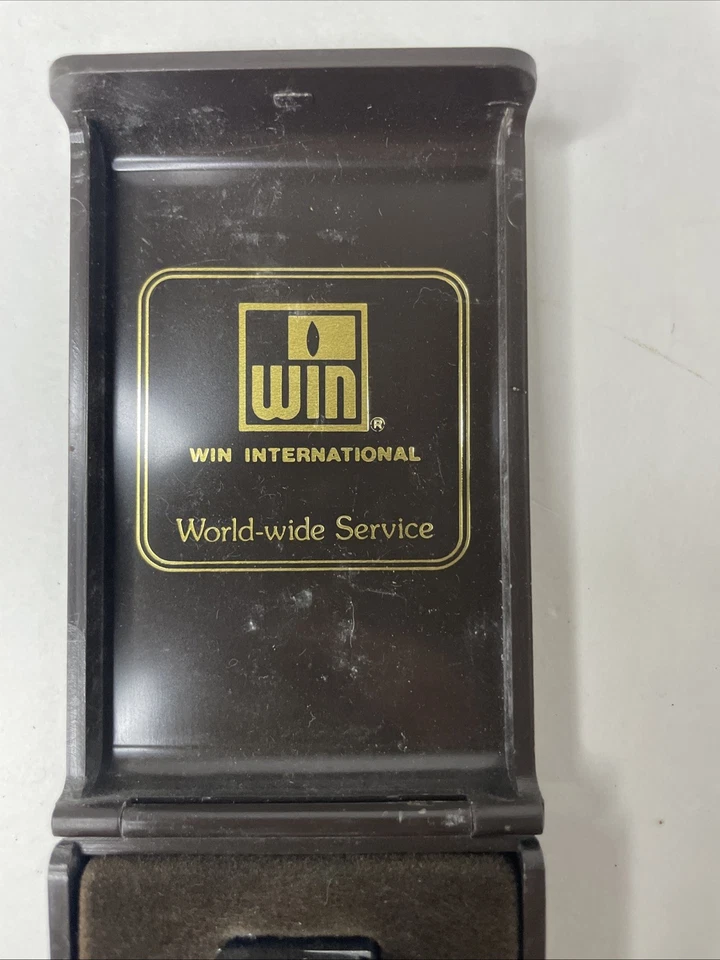 WIN
®
WIN INTERNATIONAL
World-wide Service